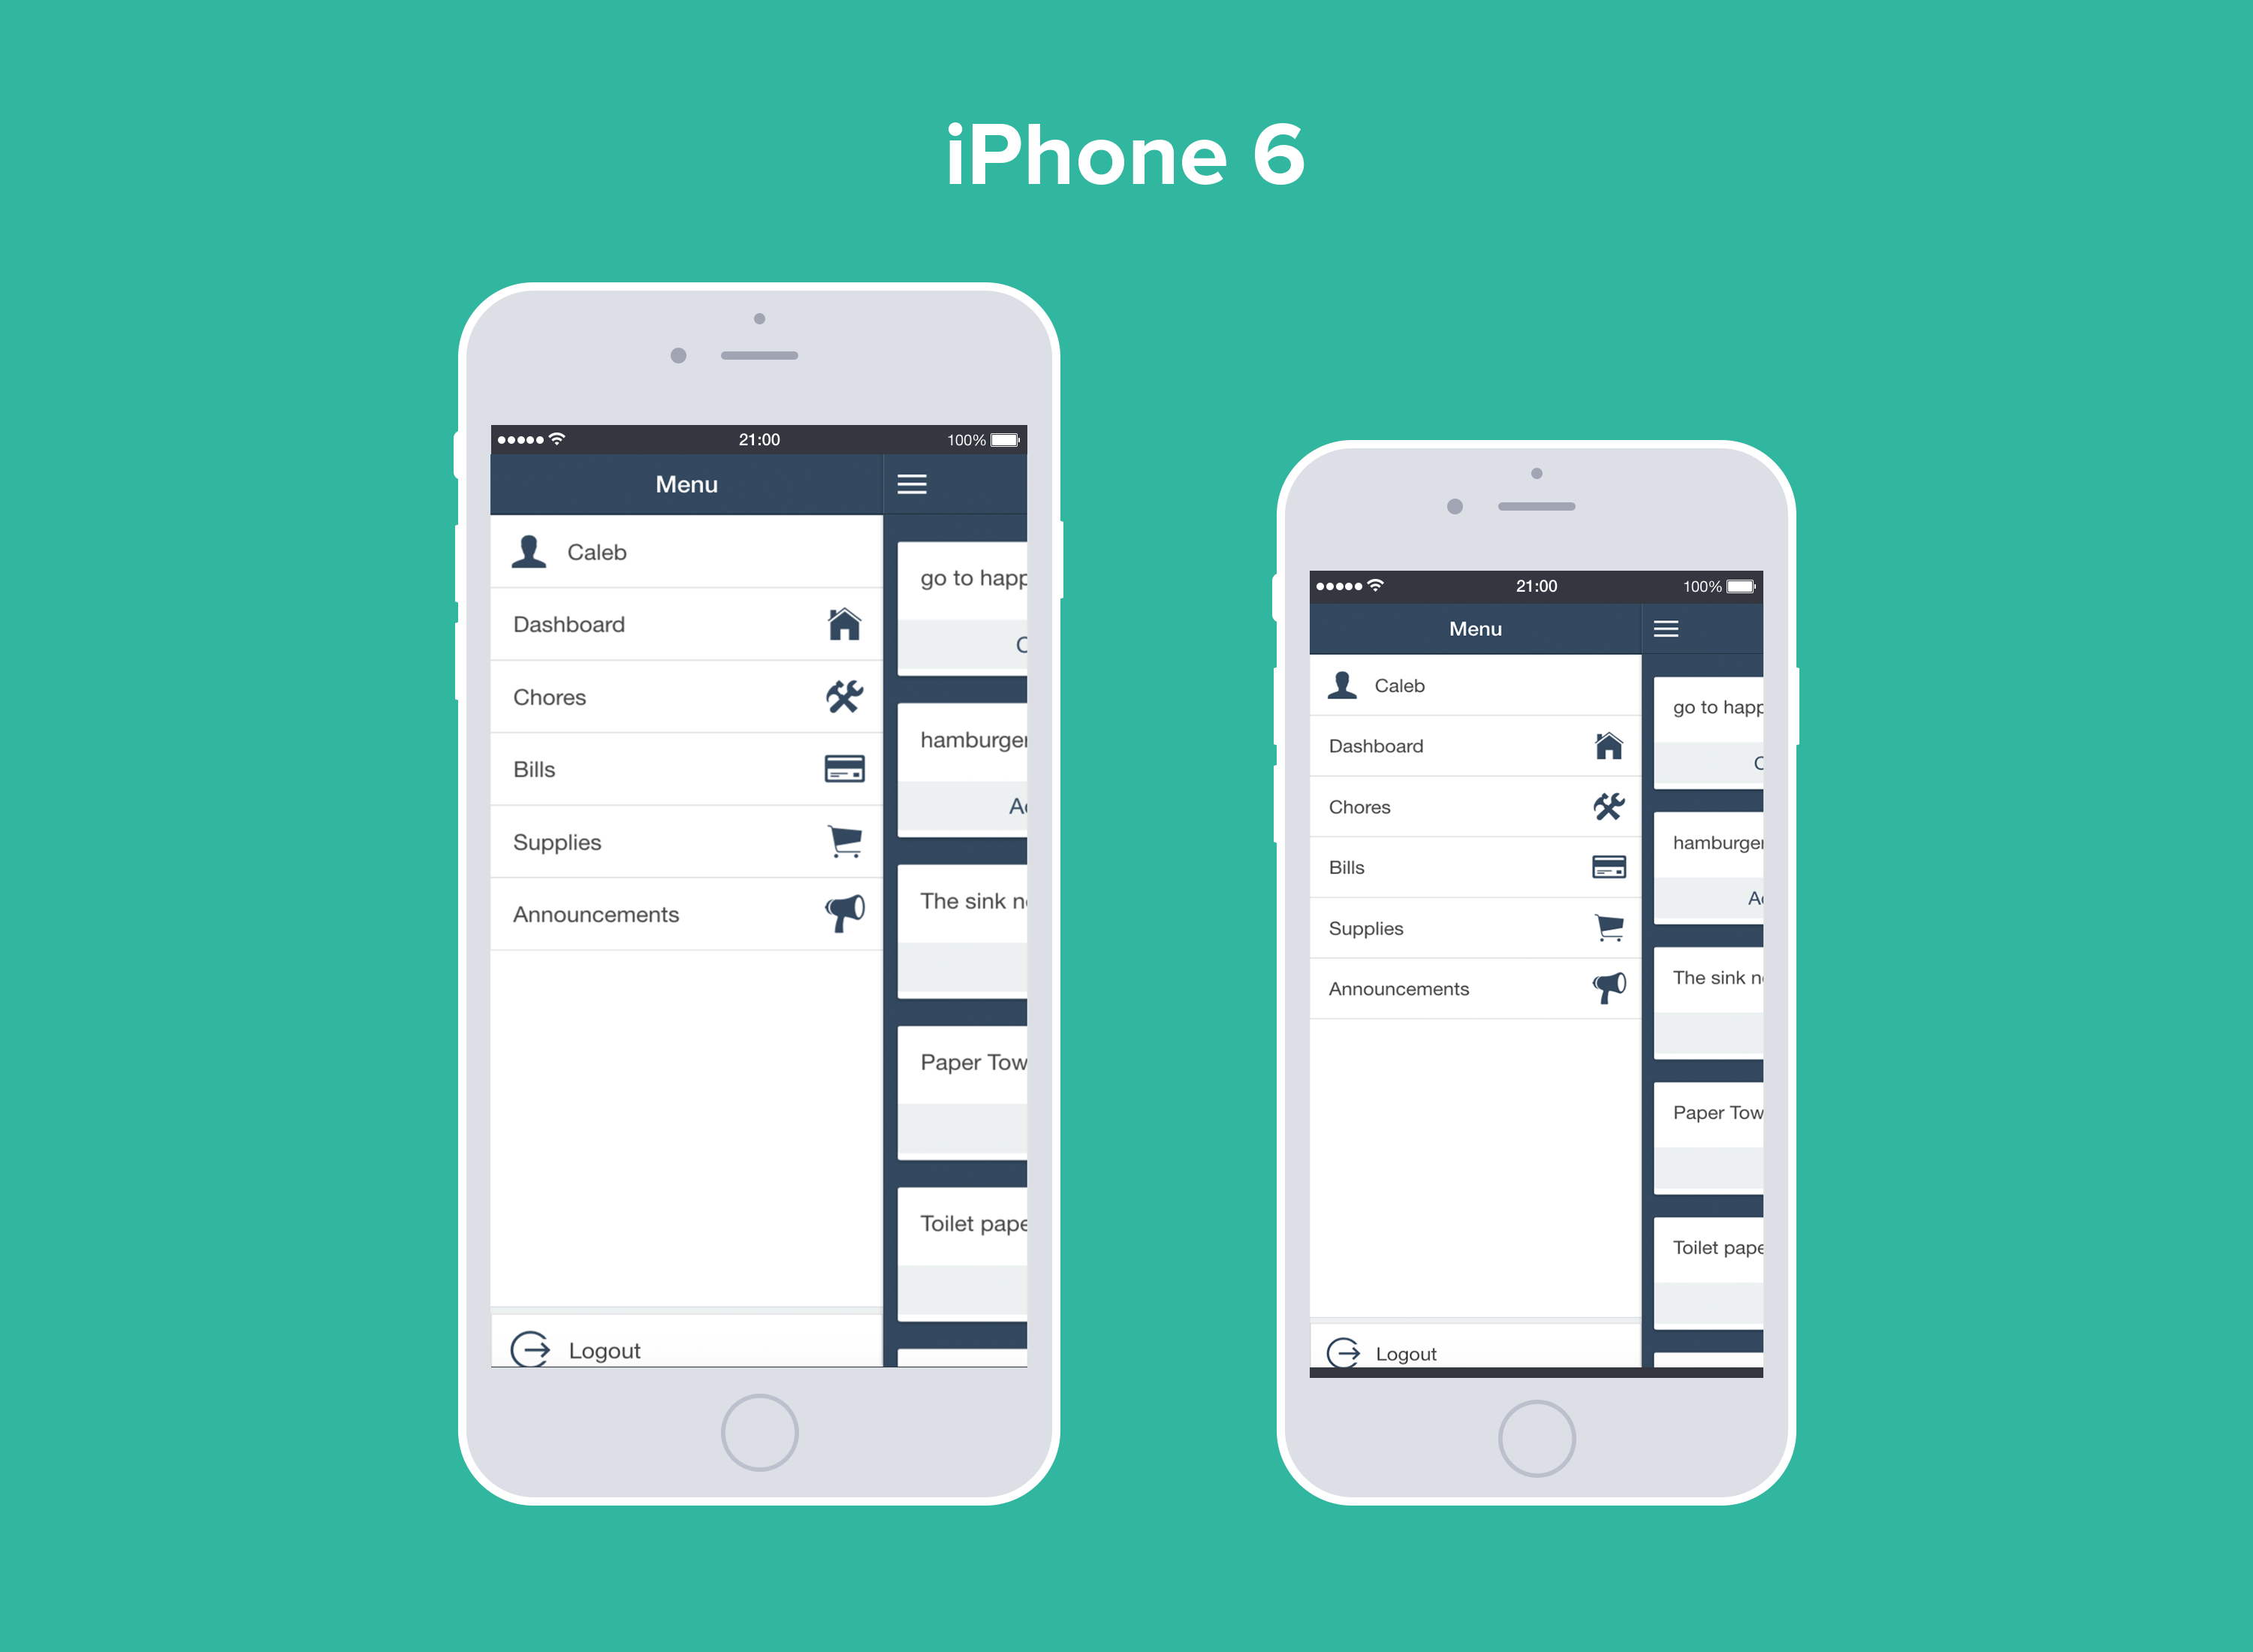 iPhone 6
21:00
100%
Menu
Caleb
Dashboard
Chores
Bills
Supplies
Announcements
Logout
go to happ
C
hamburger
Ac
The sink n
Paper Tow
Toilet pape
21:00
100%
Menu
Caleb
Dashboard
Chores
Bills
Supplies
Announcements
Logout
go to happ
C
hamburger
Ac
The sink n
Paper Tow
Toilet pape